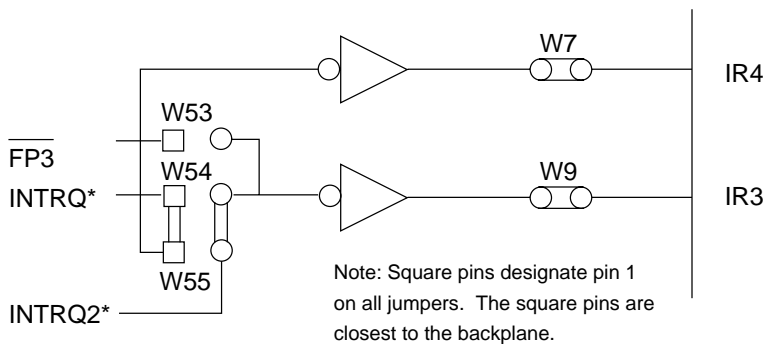 W7
IR4
W53
FP3
W54
INTRQ*
W9
IR3
W55
INTRQ2*
Note: Square pins designate pin 1
on all jumpers. The square pins are
closest to the backplane.